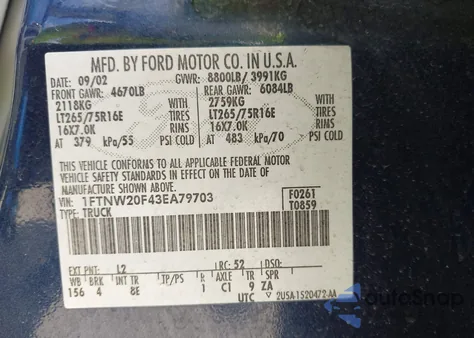 MFD. BY FORD MOTOR CO. IN U.S.A.
DATE: 09/02 GVWR: 8800LB/ 3991KG
FRONT GAWR: 4670LB REAR GAWR: 6084LB
2118KG WITH 2759KG WITH
LT265/75R16E TIRES LT265/75R16E TIRES
16X7.0K RIMS 16X7.0K RIMS
AT 379 kPa/55 PSI COLD AT 483 kPa/70 PSI COLD
THIS VEHICLE CONFORMS TO ALL APPLICABLE FEDERAL MOTOR
VEHICLE SAFETY STANDARDS IN EFFECT ON THE DATE OF
MANUFACTURE SHOWN ABOVE.
VIN: 1FTNW20F43EA79703 F0261
TYPE: TRUCK T0859
EXT PNT: L2 RC: 52 DSO:
WB BRK INT TR TP/PS R AXLE TR SPR
156 4 8E 1 C1 9 ZA
UTC 2USA1520472-AA
autoSnap